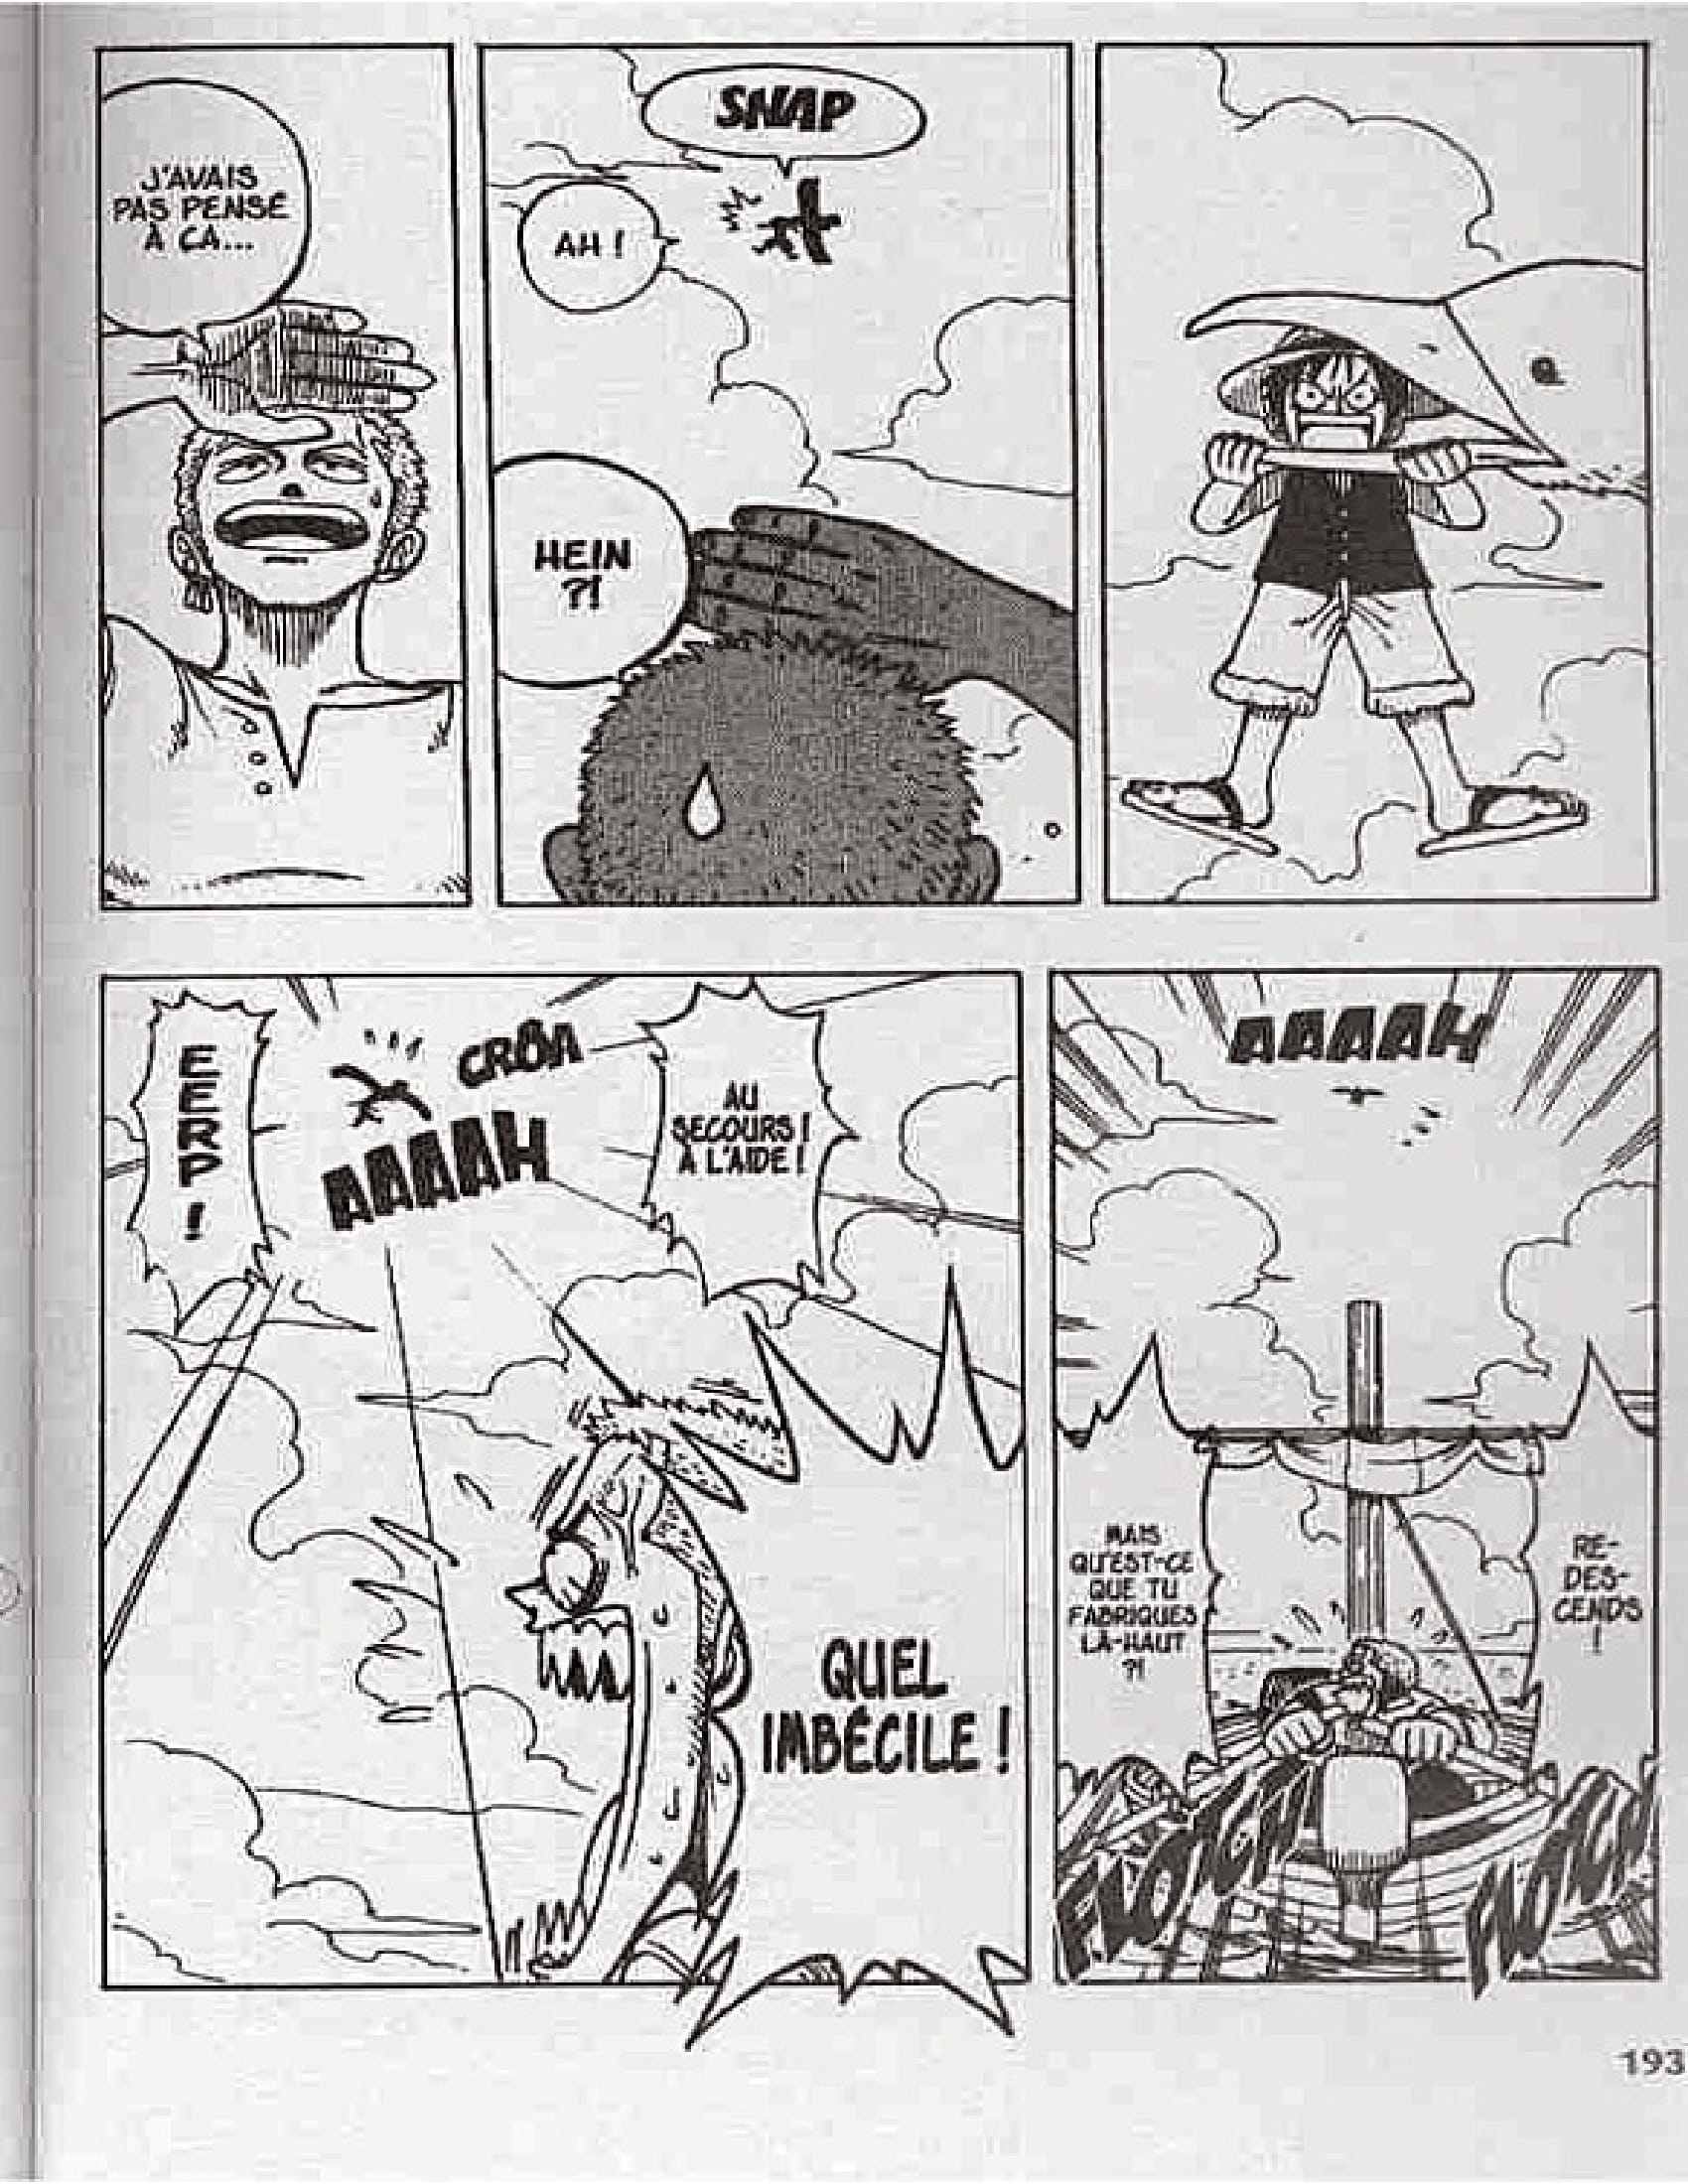 J'AVAIS
PAS PENSÉ
À CA...
SNAP
AH !
HEIN
?!
EERP !
CRÔA
AAAAH
AU
SECOURS !
À L'AIDE !
QUEL
IMBÉCILE !
AAAAH
MAIS
QU'EST-CE
QUE TU
FABRIQUES
LÀ-HAUT
?!
RE-
DES-
CENDS
!
193